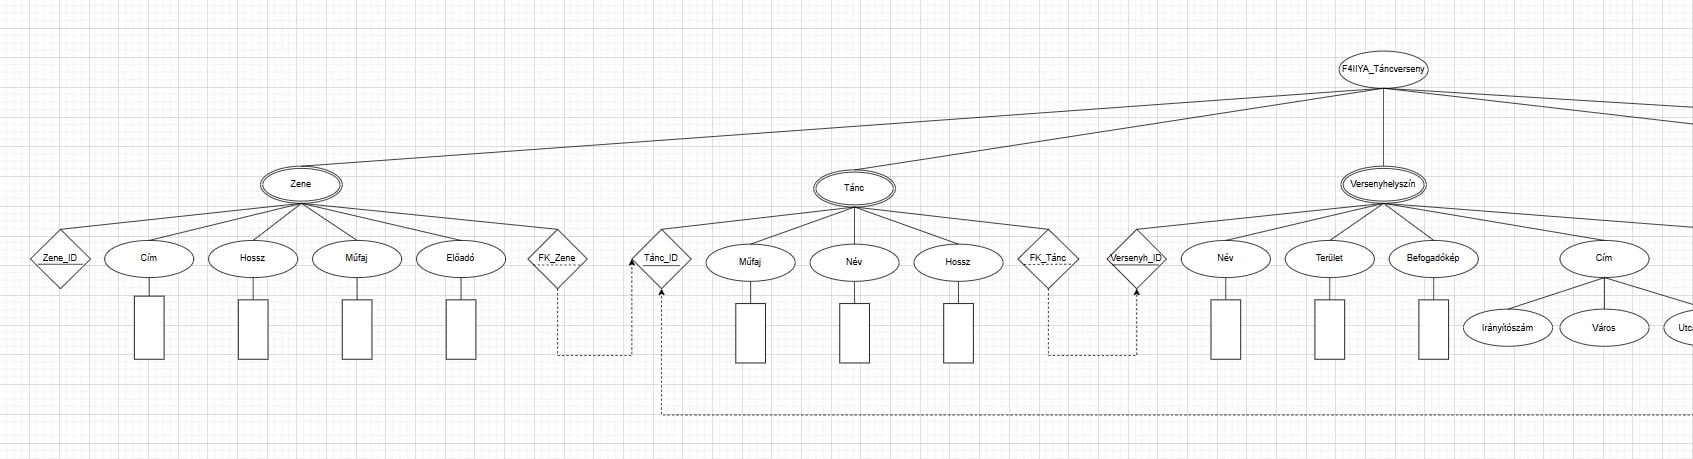 F4IIYA_Táncverseny
Zene
Tánc
Versenyhelyszín
Zene_ID
Cím
Hossz
Műfaj
Előadó
FK_Zene
Tánc_ID
Műfaj
Név
Hossz
FK_Tánc
Versenyh_ID
Név
Terület
Befogadókép
Cím
Irányítószám
Város
Utc